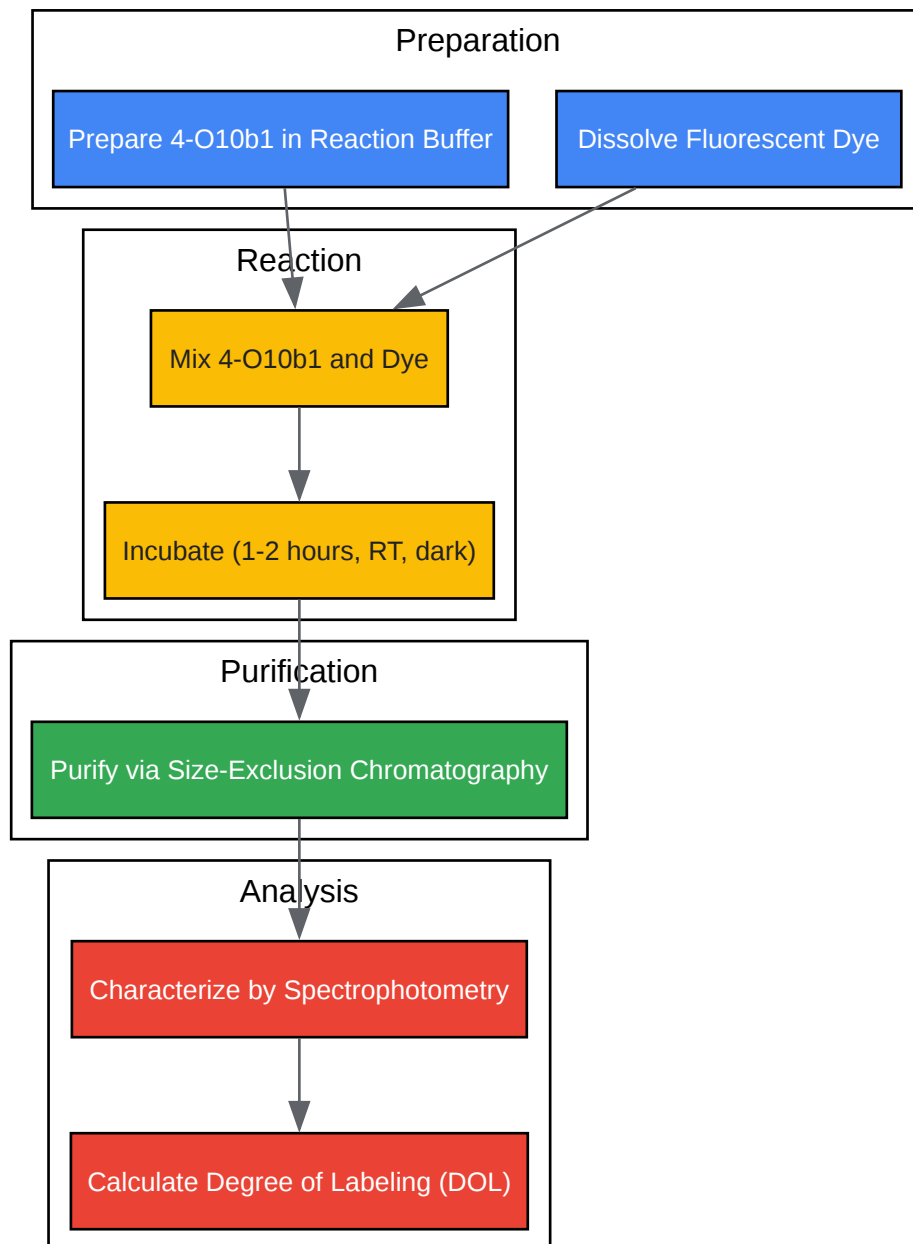 Preparation
Prepare 4-O10b1 in Reaction Buffer
Dissolve Fluorescent Dye
Reaction
Mix 4-O10b1 and Dye
Incubate (1-2 hours, RT, dark)
Purification
Purify via Size-Exclusion Chromatography
Analysis
Characterize by Spectrophotometry
Calculate Degree of Labeling (DOL)